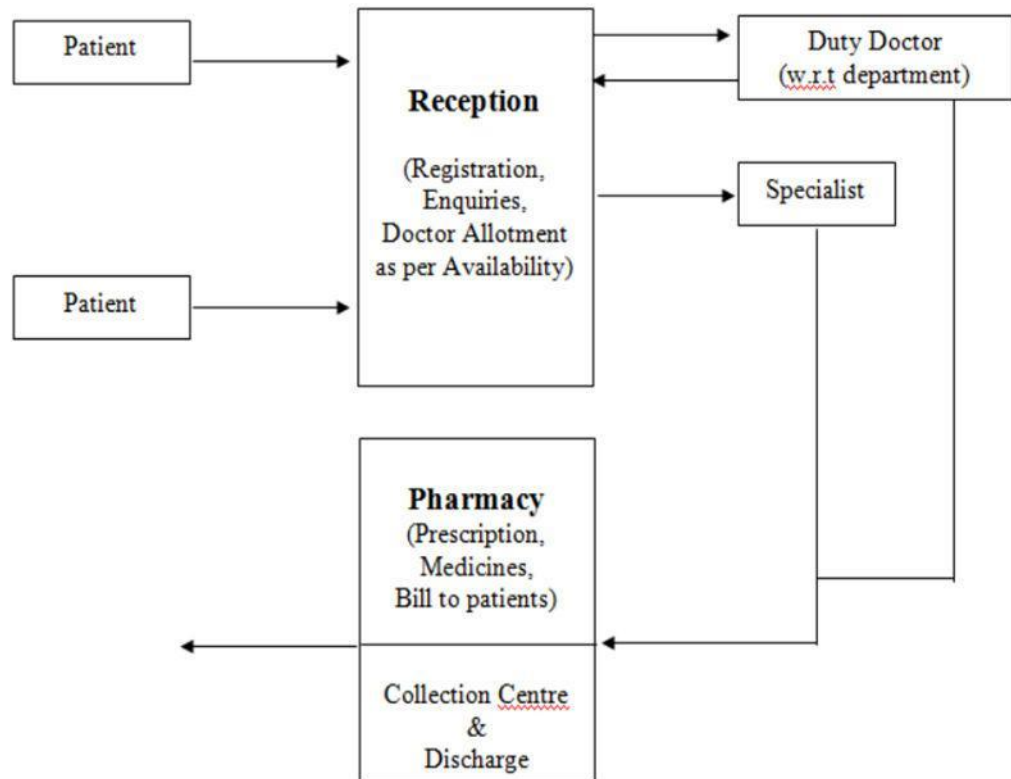 Patient
Duty Doctor
(w.r.t department)
Reception
(Registration,
Enquiries,
Doctor Allotment
as per Availability)
Specialist
Patient
Pharmacy
(Prescription,
Medicines,
Bill to patients)
Collection Centre
&
Discharge